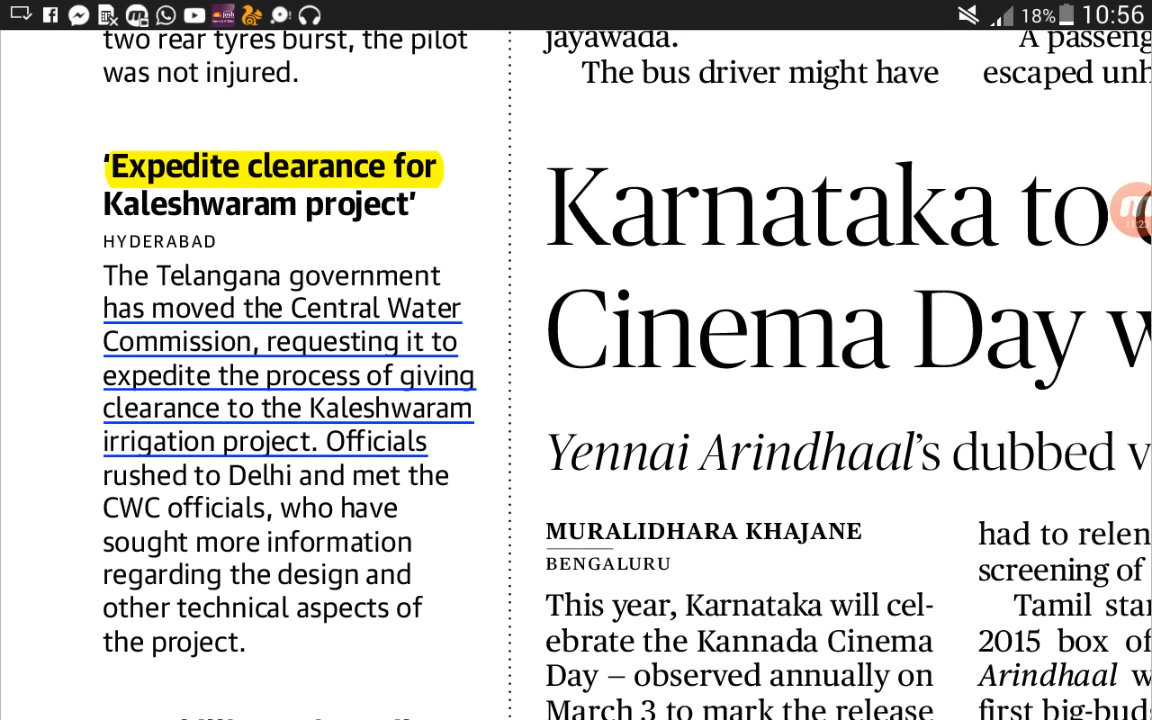 18% 10:56
two rear tyres burst, the pilot
was not injured.
‘Expedite clearance for
Kaleshwaram project’
HYDERABAD
The Telangana government
has moved the Central Water
Commission, requesting it to
expedite the process of giving
clearance to the Kaleshwaram
irrigation project. Officials
rushed to Delhi and met the
CWC officials, who have
sought more information
regarding the design and
other technical aspects of
the project.
jayawada.
The bus driver might have
A passeng
escaped unh
Karnataka to
Cinema Day w
Yennai Arindhaal’s dubbed v
MURALIDHARA KHAJANE
BENGALURU
This year, Karnataka will cel-
ebrate the Kannada Cinema
Day – observed annually on
March 3 to mark the release
had to relen
screening of
Tamil star
2015 box of
Arindhaal w
first big-bud